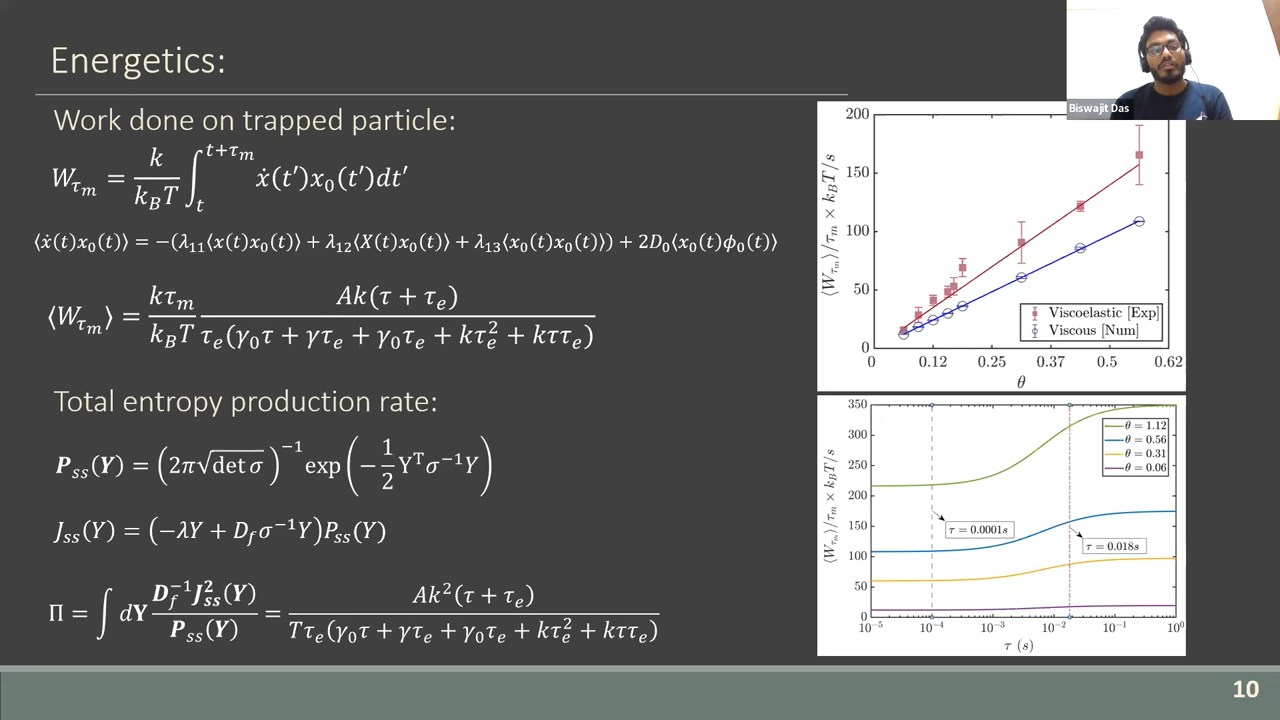 Energetics:
Biswajit Das
Work done on trapped particle:
W_{τ_m} = \frac{k}{k_B T} ∫_t^{t+τ_m} ẋ(t′)x_0(t′)dt′
⟨ẋ(t)x_0(t)⟩ = −(λ_{11}⟨x(t)x_0(t)⟩ + λ_{12}⟨X(t)x_0(t)⟩ + λ_{13}⟨x_0(t)x_0(t)⟩) + 2D_0⟨x_0(t)ϕ_0(t)⟩
⟨W_{τ_m}⟩ = \frac{kτ_m}{k_B T} \frac{Ak(τ + τ_e)}{τ_e(γ_0τ + γτ_e + γ_0τ_e + kτ_e^2 + kττ_e)}
Total entropy production rate:
P_{ss}(Y) = (2π√det σ)^{−1} exp(−\frac{1}{2}Y^Tσ^{−1}Y)
J_{ss}(Y) = (−λY + D_fσ^{−1}Y)P_{ss}(Y)
Π = ∫ dY \frac{D_f^{−1}J_{ss}^2(Y)}{P_{ss}(Y)} = \frac{Ak^2(τ + τ_e)}{Tτ_e(γ_0τ + γτ_e + γ_0τ_e + kτ_e^2 + kττ_e)}
⟨W_{τ_m}⟩/τ_m × k_BT/s
200
150
100
50
0
0 0.12 0.25 0.37 0.5 0.62
θ
Viscoelastic [Exp]
Viscous [Num]
⟨W_{τ_m}⟩/τ_m × k_BT/s
350
300
250
200
150
100
50
0
θ = 1.12
θ = 0.56
θ = 0.31
θ = 0.06
τ = 0.0001s
τ = 0.018s
10^{-5} 10^{-4} 10^{-3} 10^{-2} 10^{-1} 10^0
τ (s)
10